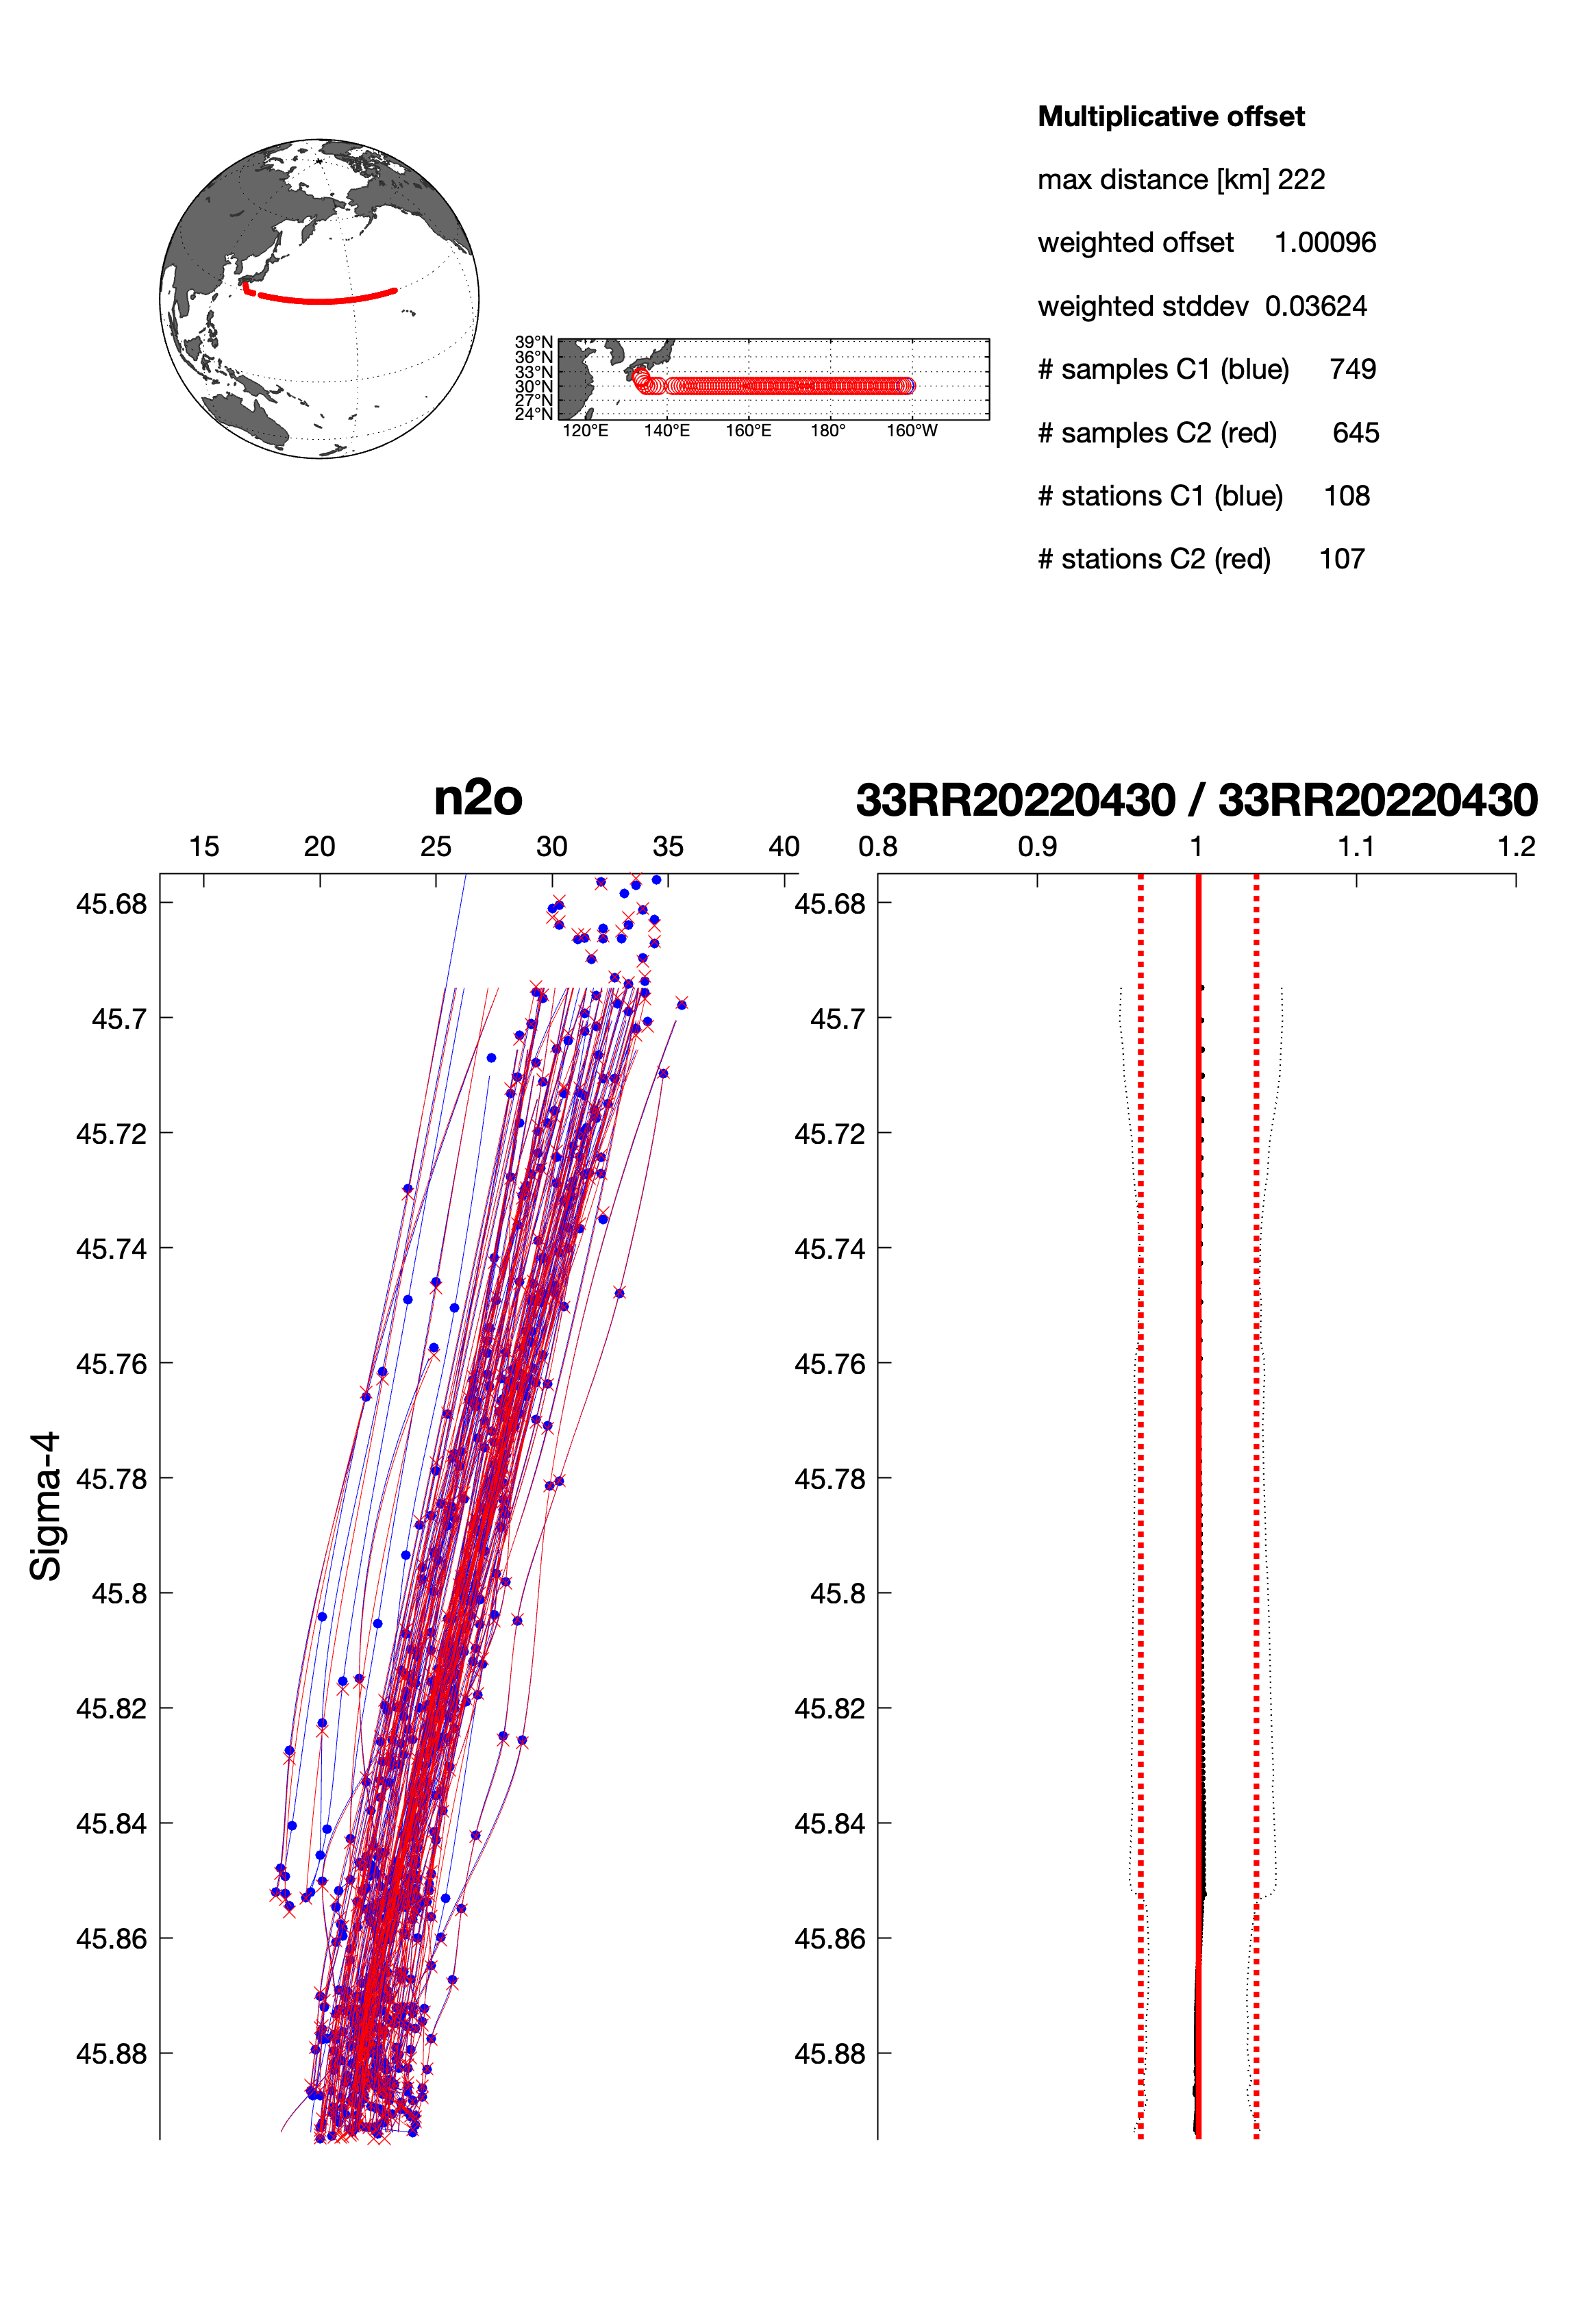 Multiplicative offset
max distance [km] 222
weighted offset 1.00096
weighted stddev 0.03624
# samples C1 (blue) 749
# samples C2 (red) 645
# stations C1 (blue) 108
# stations C2 (red) 107
39°N
36°N
33°N
30°N
27°N
24°N
120°E 140°E 160°E 180° 160°W
n2o
15 20 25 30 35 40
45.68
45.7
45.72
45.74
45.76
45.78
45.8
45.82
45.84
45.86
45.88
Sigma-4
33RR20220430 / 33RR20220430
0.8 0.9 1 1.1 1.2
45.68
45.7
45.72
45.74
45.76
45.78
45.8
45.82
45.84
45.86
45.88